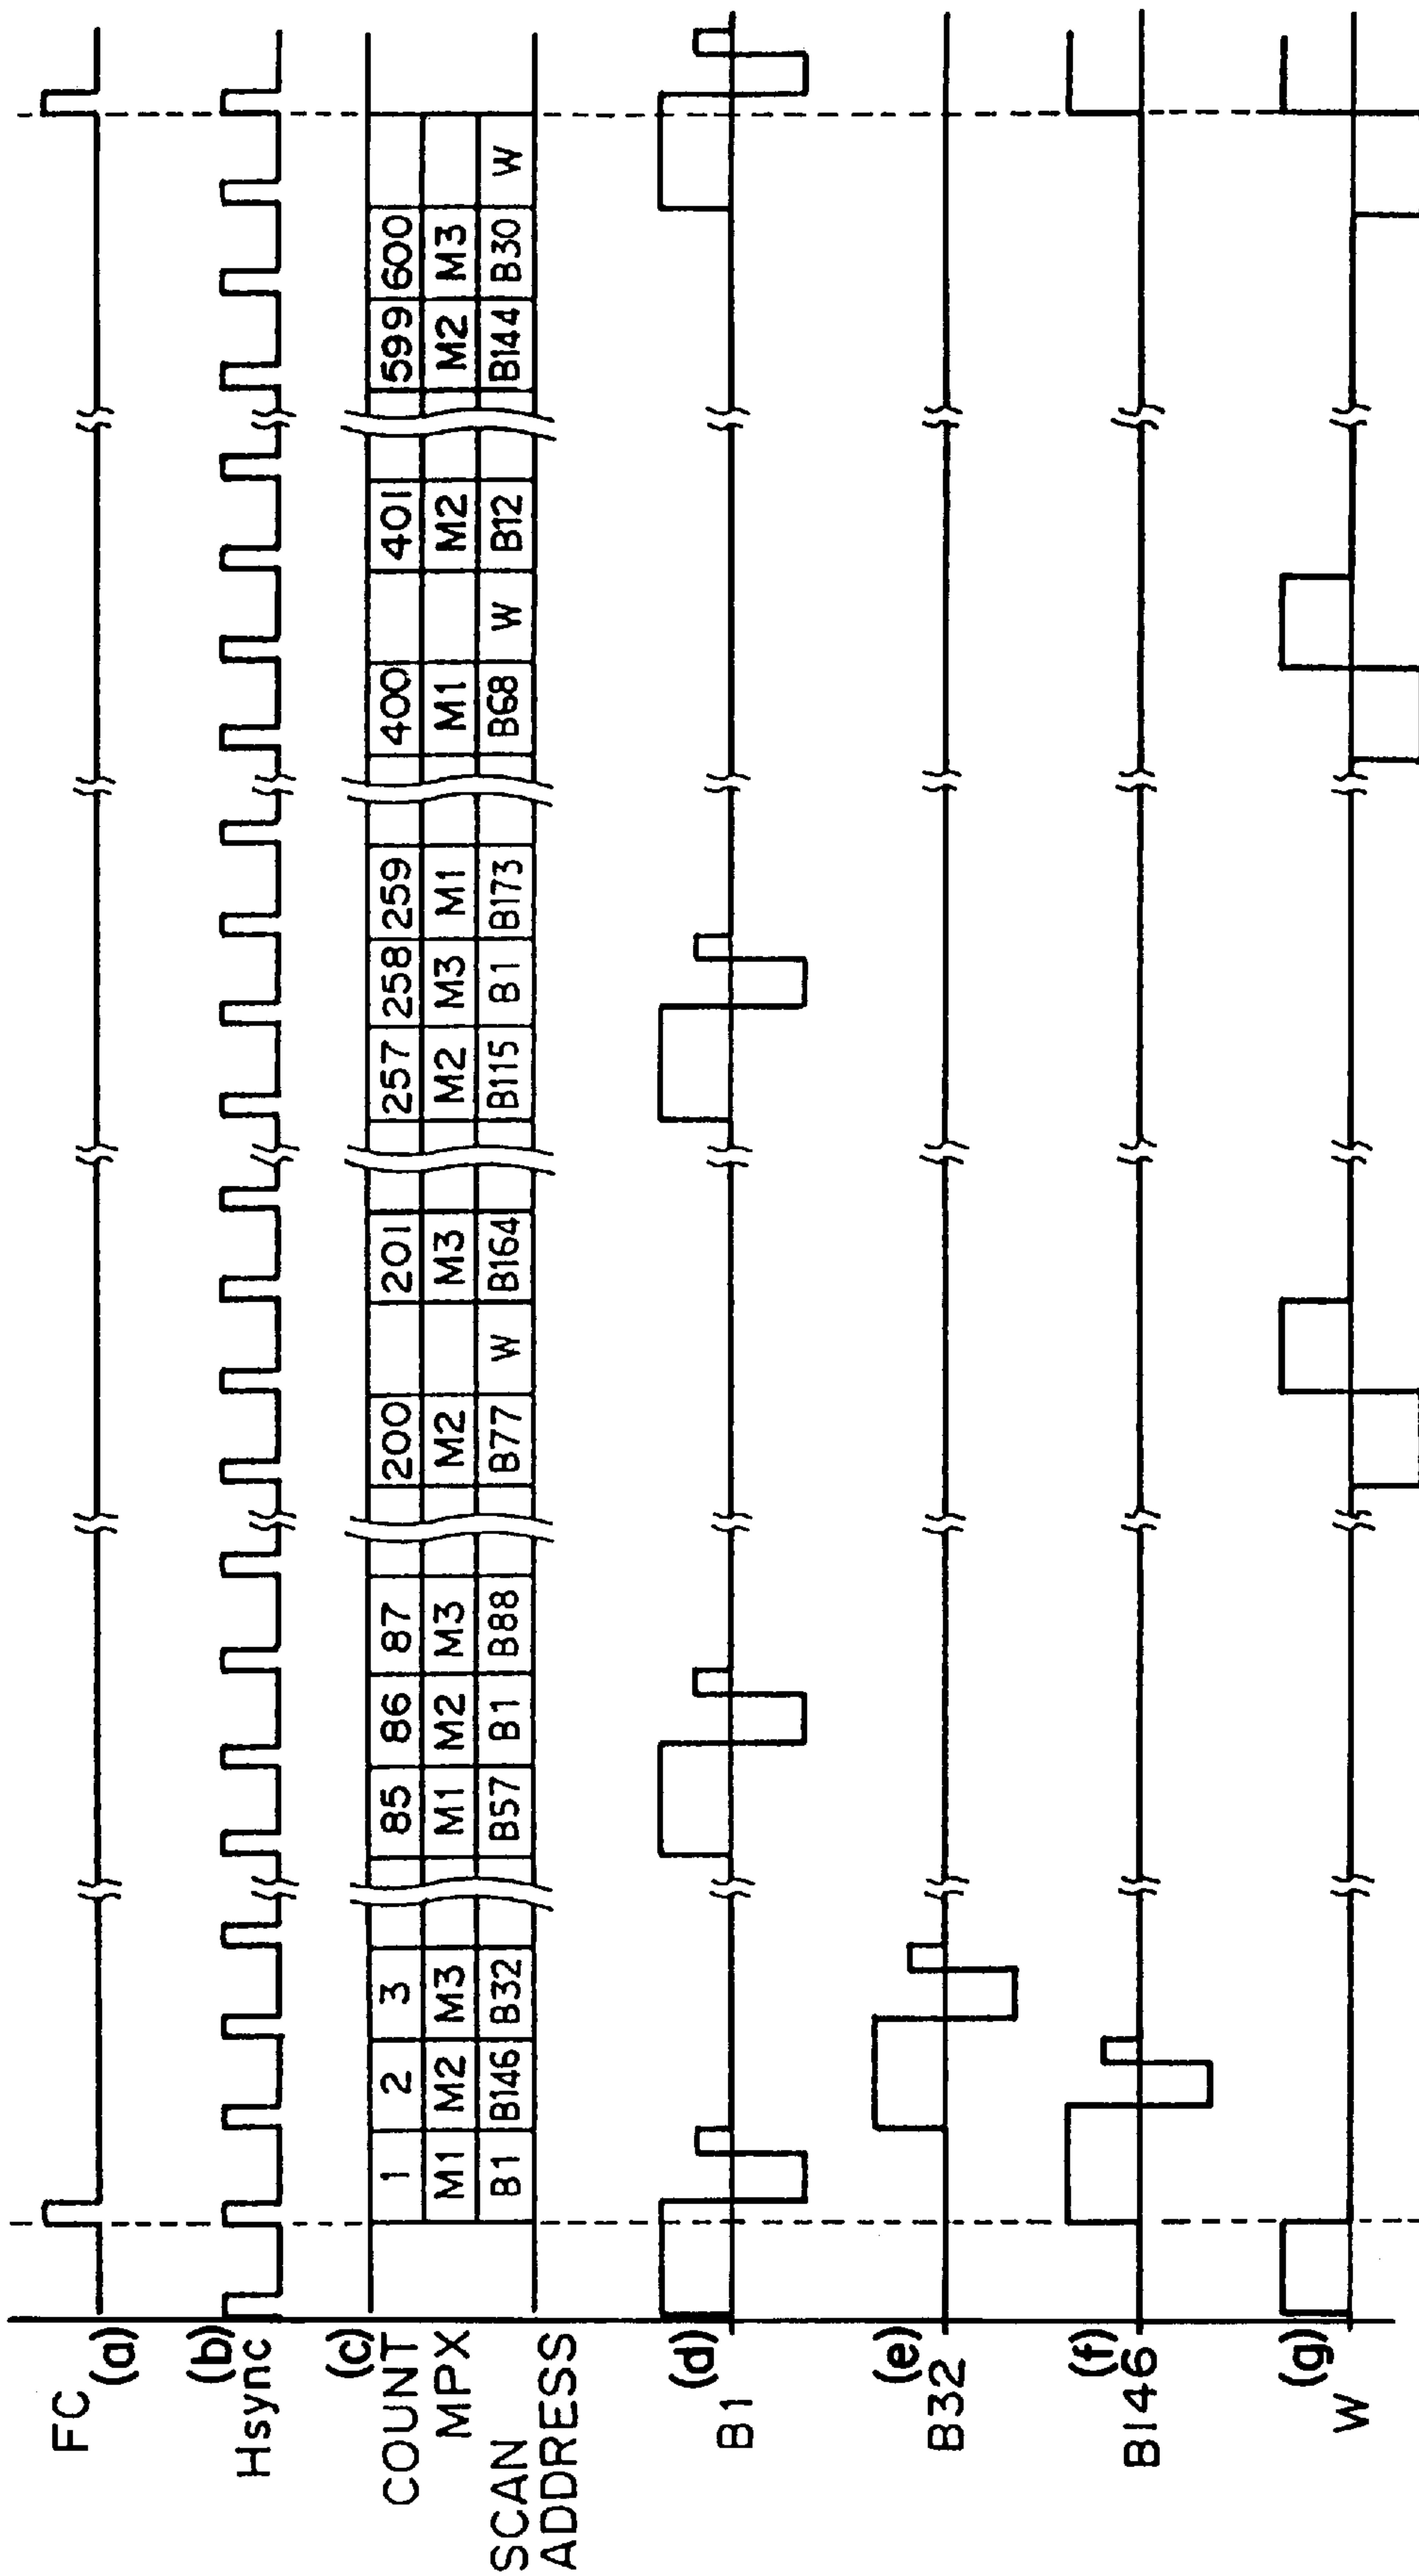 FC
(a)
(b)
Hsync
(c)
COUNT 1 2 3 85 86 87 200 201 257 258 259 400 401 599 600
MPX M1 M2 M3 M1 M2 M3 M2 M3 M2 M3 M1 M1 M2 M2 M3
SCAN ADDRESS B1 B146 B32 B57 B1 B88 B77 W B164 B115 B1 B173 B68 W B12 B144 B30 W
(d)
B1
(e)
B32
(f)
B146
(g)
W